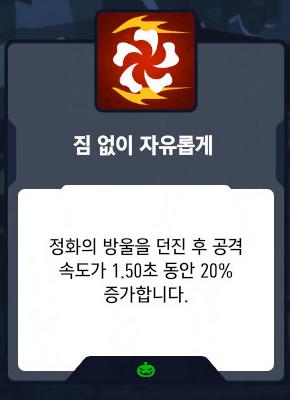 짐 없이 자유롭게
정화의 방울을 던진 후 공격
속도가 1.50초 동안 20%
증가합니다.